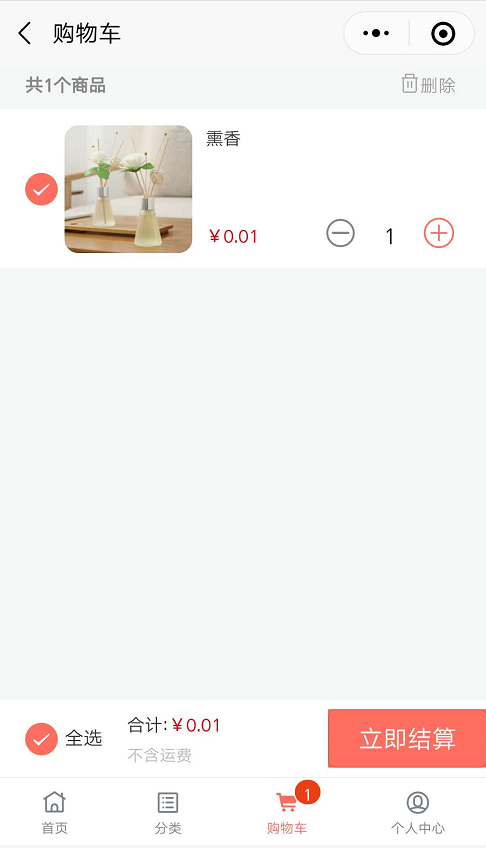 购物车
共1个商品
删除
熏香
￥0.01
1
全选
合计:￥0.01
不含运费
立即结算
1
首页
分类
购物车
个人中心